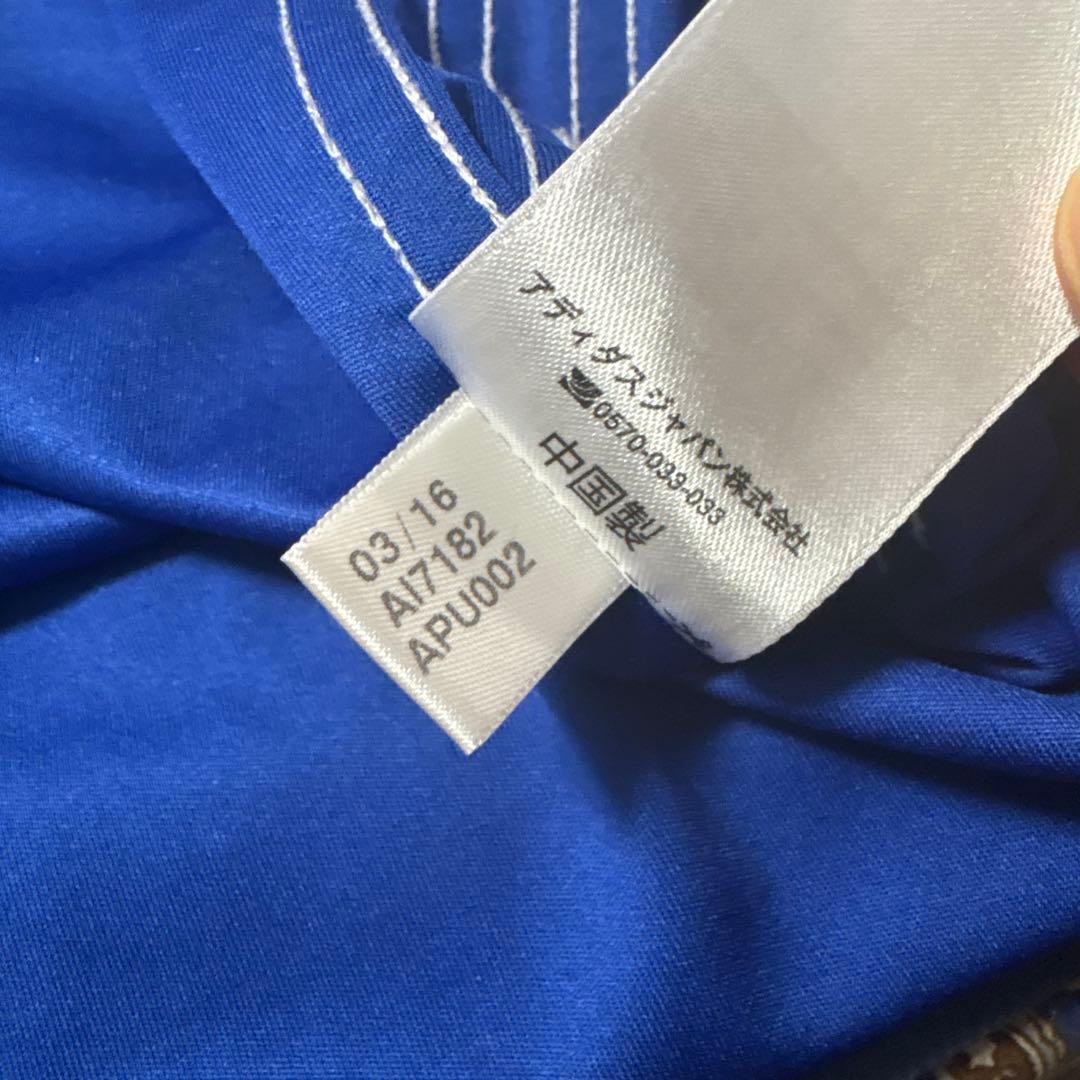 アディダスジャパン株式会社
0570-033-033
中国製
03/16
AI7182
APU002